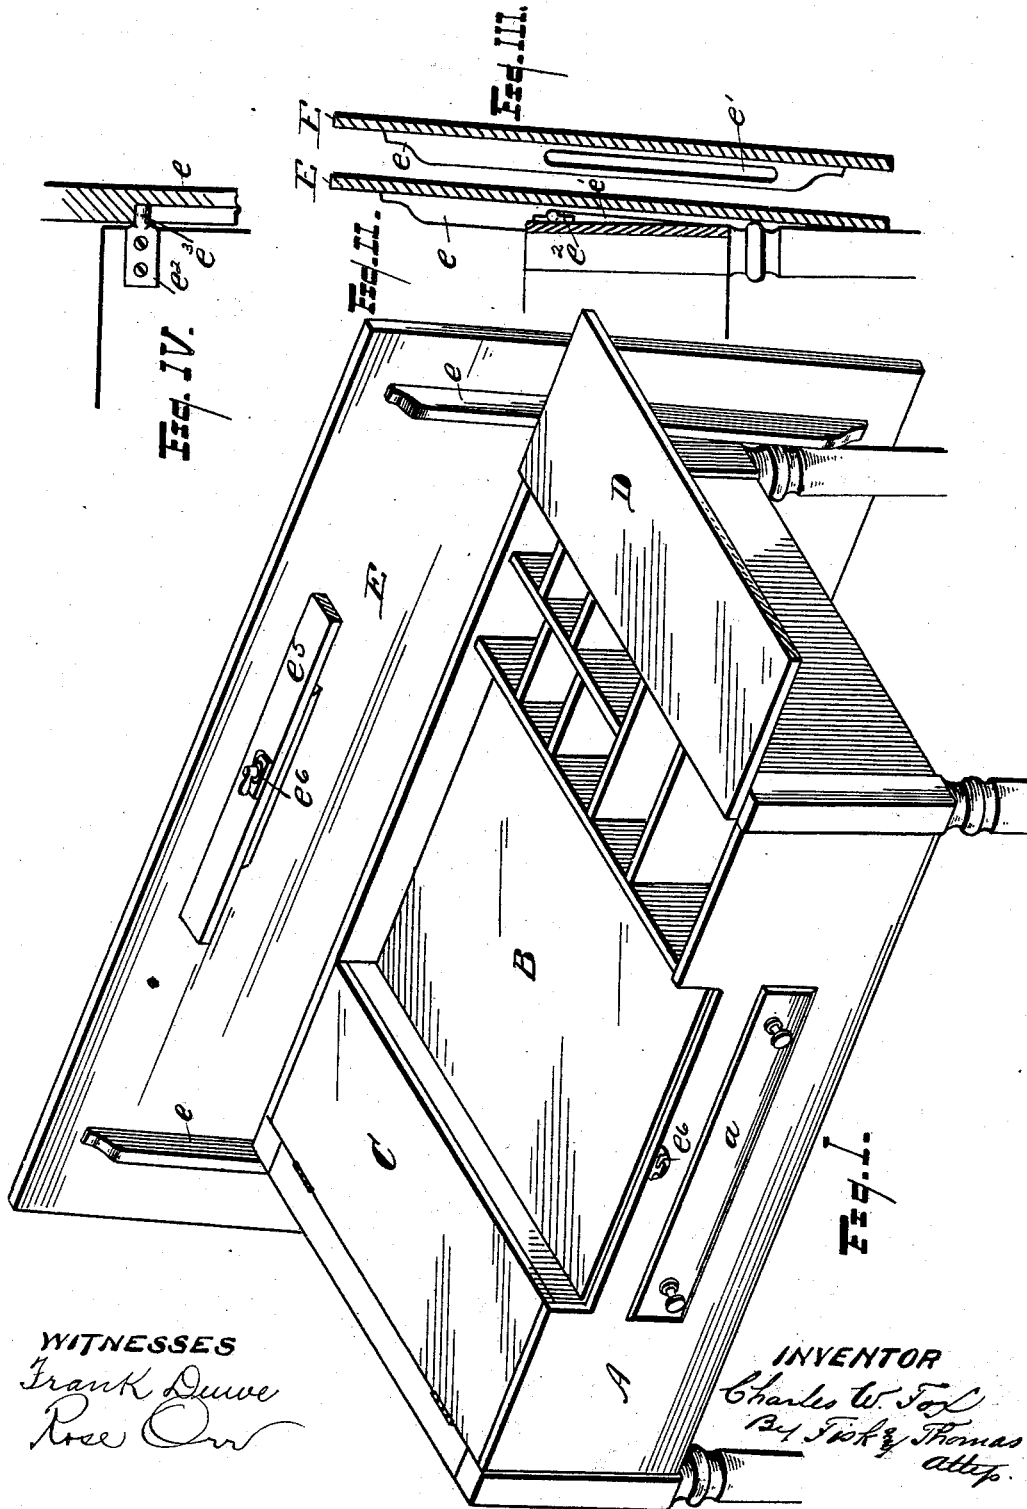 FIG. III.
E
E
e
e'
e
e'
e²
FIG. II.
e
e²
e³
FIG. IV.
e
E
e⁵
e⁶
D
B
C
e
e⁶
a
A
FIG. I.
WITNESSES
Frank Duwe
Rose Orr
INVENTOR
Charles W. Fox
By Fisk & Thomas
attys.